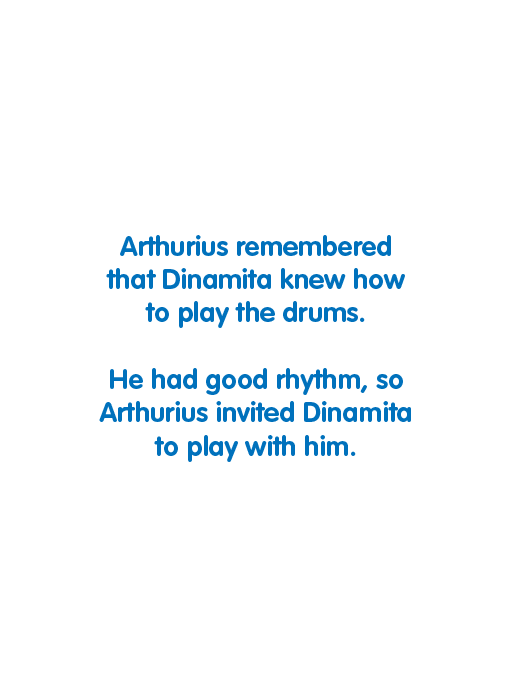 Arthurius remembered
that Dinamita knew how
to play the drums.
He had good rhythm, so
Arthurius invited Dinamita
to play with him.